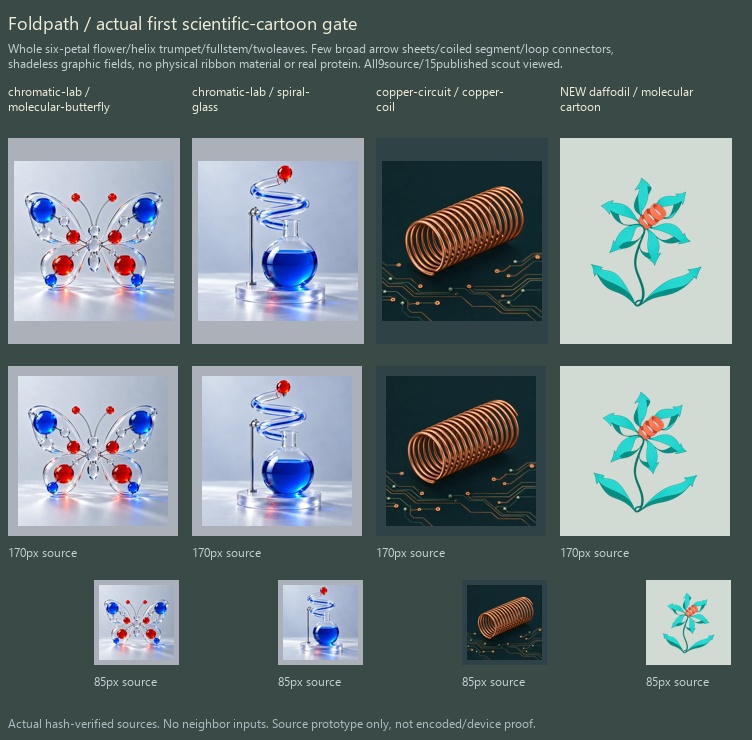 Foldpath / actual first scientific-cartoon gate
Whole six-petal flower/helix trumpet/fullstem/twoleaves. Few broad arrow sheets/coiled segment/loop connectors,
shadeless graphic fields, no physical ribbon material or real protein. All9source/15published scout viewed.
chromatic-lab /
molecular-butterfly
chromatic-lab / spiral-
glass
copper-circuit / copper-
coil
NEW daffodil / molecular
cartoon
170px source
170px source
170px source
170px source
85px source
85px source
85px source
85px source
Actual hash-verified sources. No neighbor inputs. Source prototype only, not encoded/device proof.